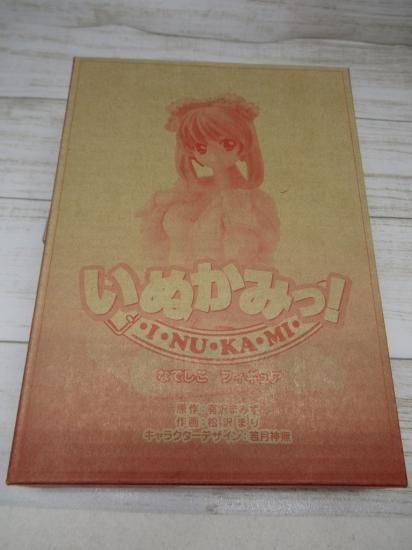 いぬかみっ!
・I・NU・KA・MI・
なでしこ フィギュア
原作:有沢まみず
作画:松沢まり
キャラクターデザイン:若月神無